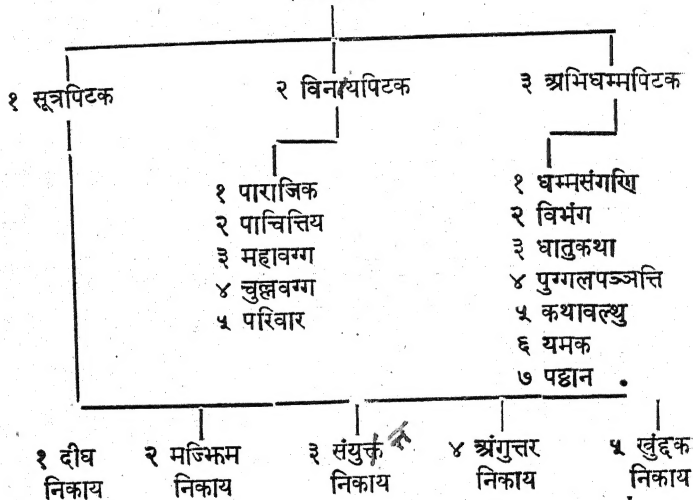 १ सूत्रपिटक २ विनयपिटक ३ अभिधम्मपिटक
१ पाराजिक
२ पाचित्तिय
३ महावग्ग
४ चुल्लवग्ग
५ परिवार
१ धम्मसंगणि
२ विभंग
३ धातुकथा
४ पुग्गलपञ्ञत्ति
५ कथावत्थु
६ यमक
७ पट्ठान
१ दीघ निकाय
२ मज्झिम निकाय
३ संयुक्त निकाय
४ अंगुत्तर निकाय
५ खुंद्दक निकाय